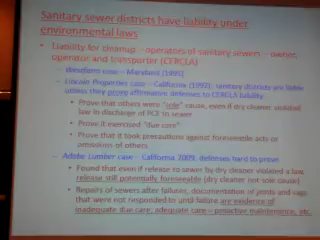 Sanitary sewer districts have liability under
environmental laws
• Liability for cleanup – operators of sanitary sewers – owner,
operator and transporter (CERCLA)
– Westfarm case – Maryland (1995)
– Lincoln Properties case – California (1992): sanitary districts are liable
unless they prove affirmative defenses to CERCLA liability
• Prove that others were "sole" cause, even if dry cleaner violated
law in discharge of PCE to sewer
• Prove it exercised "due care"
• Prove that it took precautions against foreseeable acts or
omissions of others
– Adobe Lumber case – California 2009: defenses hard to prove
• Found that even if release to sewer by dry cleaner violated a law,
release still potentially foreseeable (dry cleaner not sole cause)
• Repairs of sewers after failures, documentation of joints and sags
that were not responded to until failure are evidence of
inadequate due care; adequate care – proactive maintenance, etc.